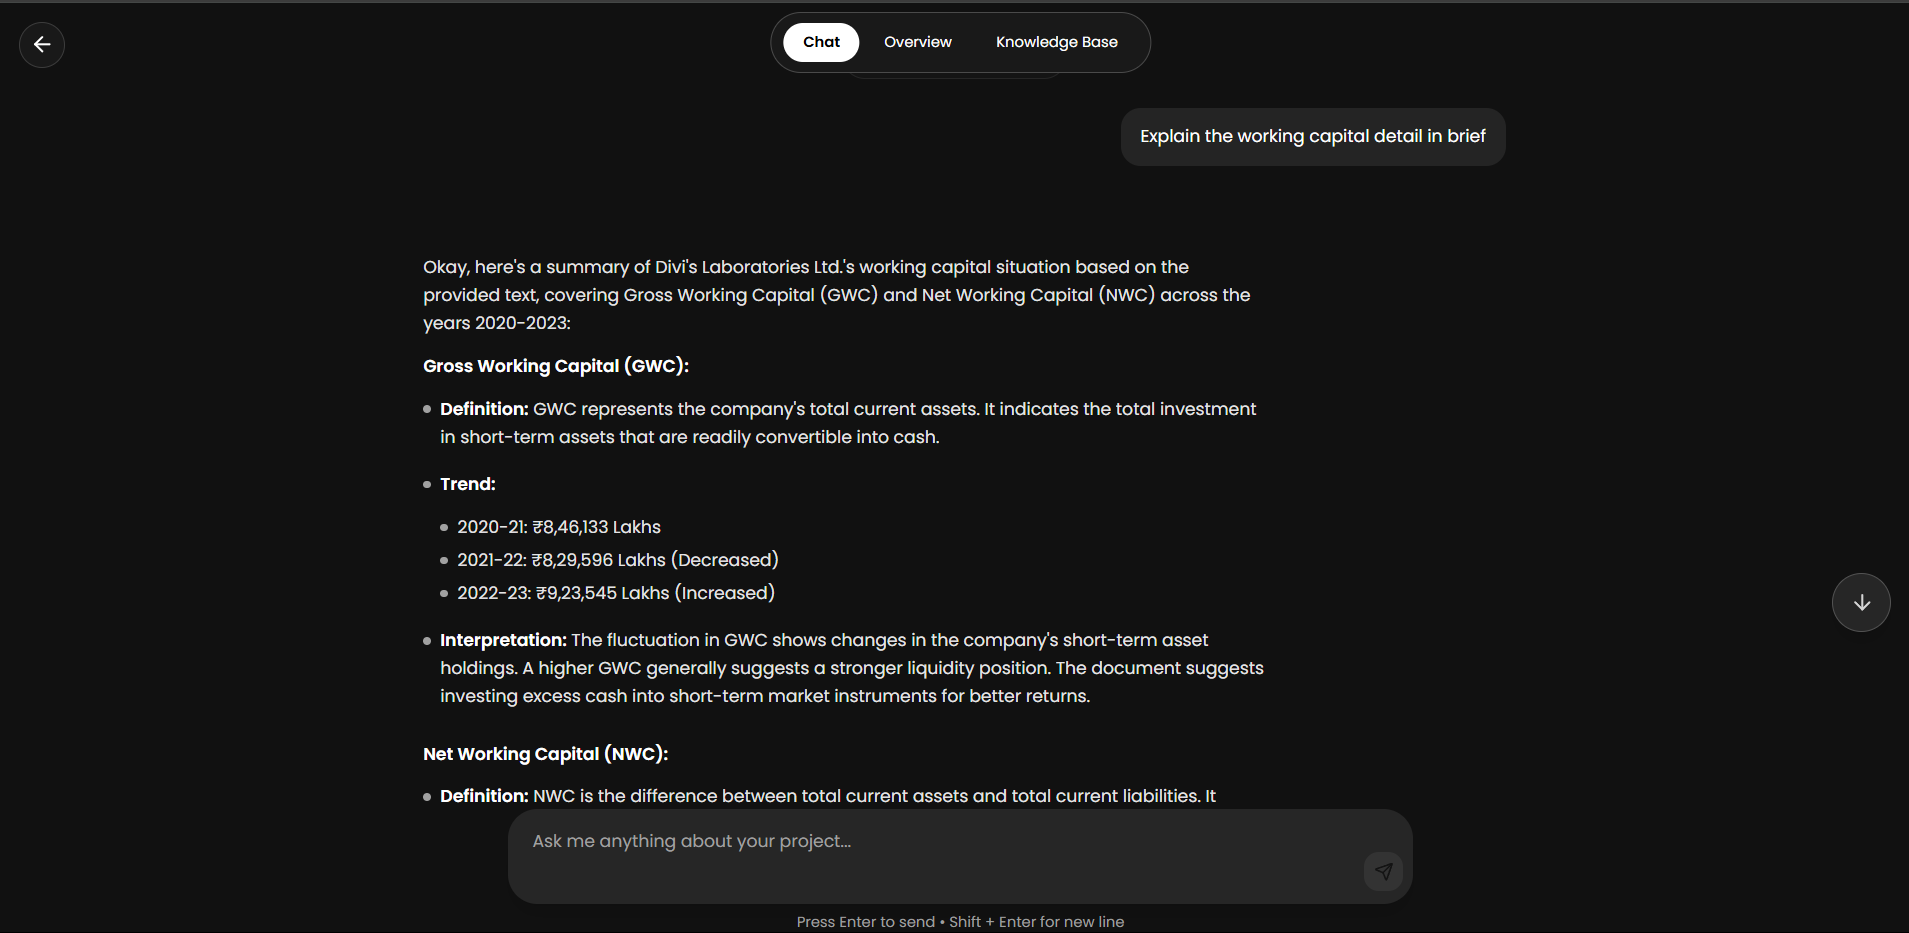 Chat
Overview
Knowledge Base
Explain the working capital detail in brief
Okay, here's a summary of Divi's Laboratories Ltd.'s working capital situation based on the
provided text, covering Gross Working Capital (GWC) and Net Working Capital (NWC) across the
years 2020-2023:
Gross Working Capital (GWC):
Definition: GWC represents the company's total current assets. It indicates the total investment
in short-term assets that are readily convertible into cash.
Trend:
2020-21: ₹8,46,133 Lakhs
2021-22: ₹8,29,596 Lakhs (Decreased)
2022-23: ₹9,23,545 Lakhs (Increased)
Interpretation: The fluctuation in GWC shows changes in the company's short-term asset
holdings. A higher GWC generally suggests a stronger liquidity position. The document suggests
investing excess cash into short-term market instruments for better returns.
Net Working Capital (NWC):
Definition: NWC is the difference between total current assets and total current liabilities. It
Ask me anything about your project...
Press Enter to send • Shift + Enter for new line